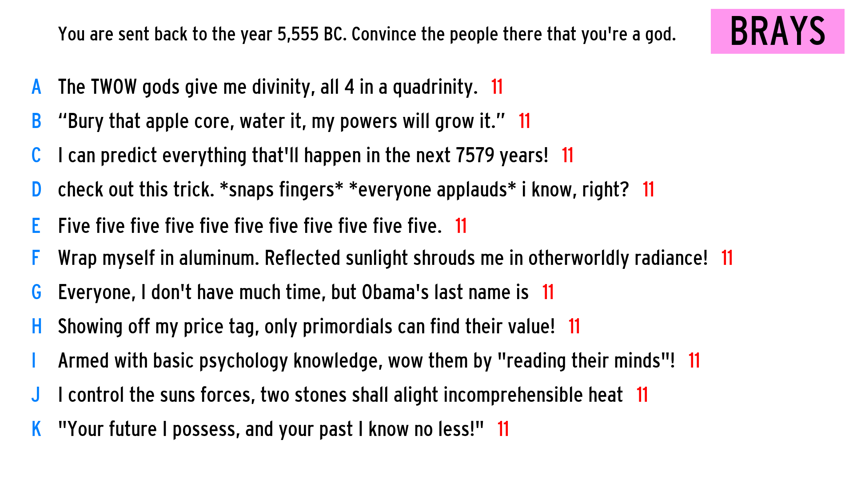 You are sent back to the year 5,555 BC. Convince the people there that you're a god.
BRAYS
A The TWOW gods give me divinity, all 4 in a quadrinity. 11
B “Bury that apple core, water it, my powers will grow it.” 11
C I can predict everything that'll happen in the next 7579 years! 11
D check out this trick. *snaps fingers* *everyone applauds* i know, right? 11
E Five five five five five five five five five five five. 11
F Wrap myself in aluminum. Reflected sunlight shrouds me in otherworldly radiance! 11
G Everyone, I don't have much time, but Obama's last name is 11
H Showing off my price tag, only primordials can find their value! 11
I Armed with basic psychology knowledge, wow them by "reading their minds"! 11
J I control the suns forces, two stones shall alight incomprehensible heat 11
K "Your future I possess, and your past I know no less!" 11